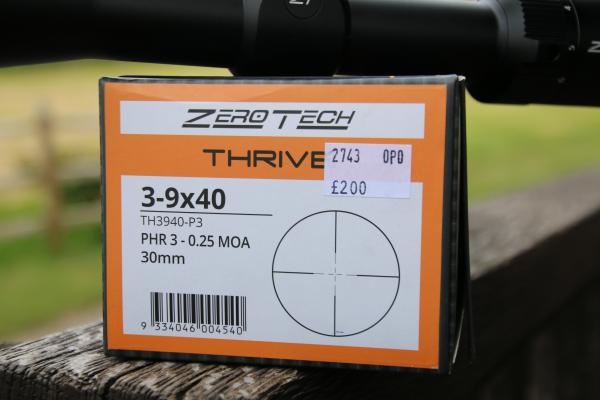 ZEROTECH
THRIVE
2743 OPO
£200
3-9x40
TH3940-P3
PHR 3 - 0.25 MOA
30mm
9 334046 004540